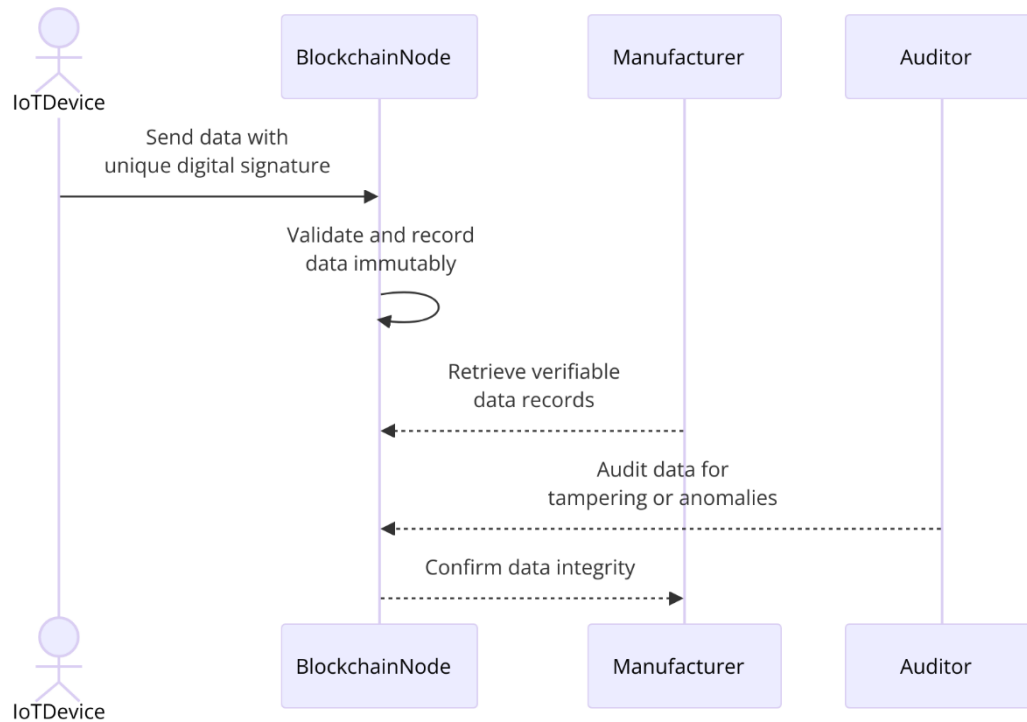 BlockchainNode
Manufacturer
Auditor
IoTDevice
Send data with
unique digital signature
Validate and record
data immutably
Retrieve verifiable
data records
Audit data for
tampering or anomalies
Confirm data integrity
BlockchainNode
Manufacturer
Auditor
IoTDevice